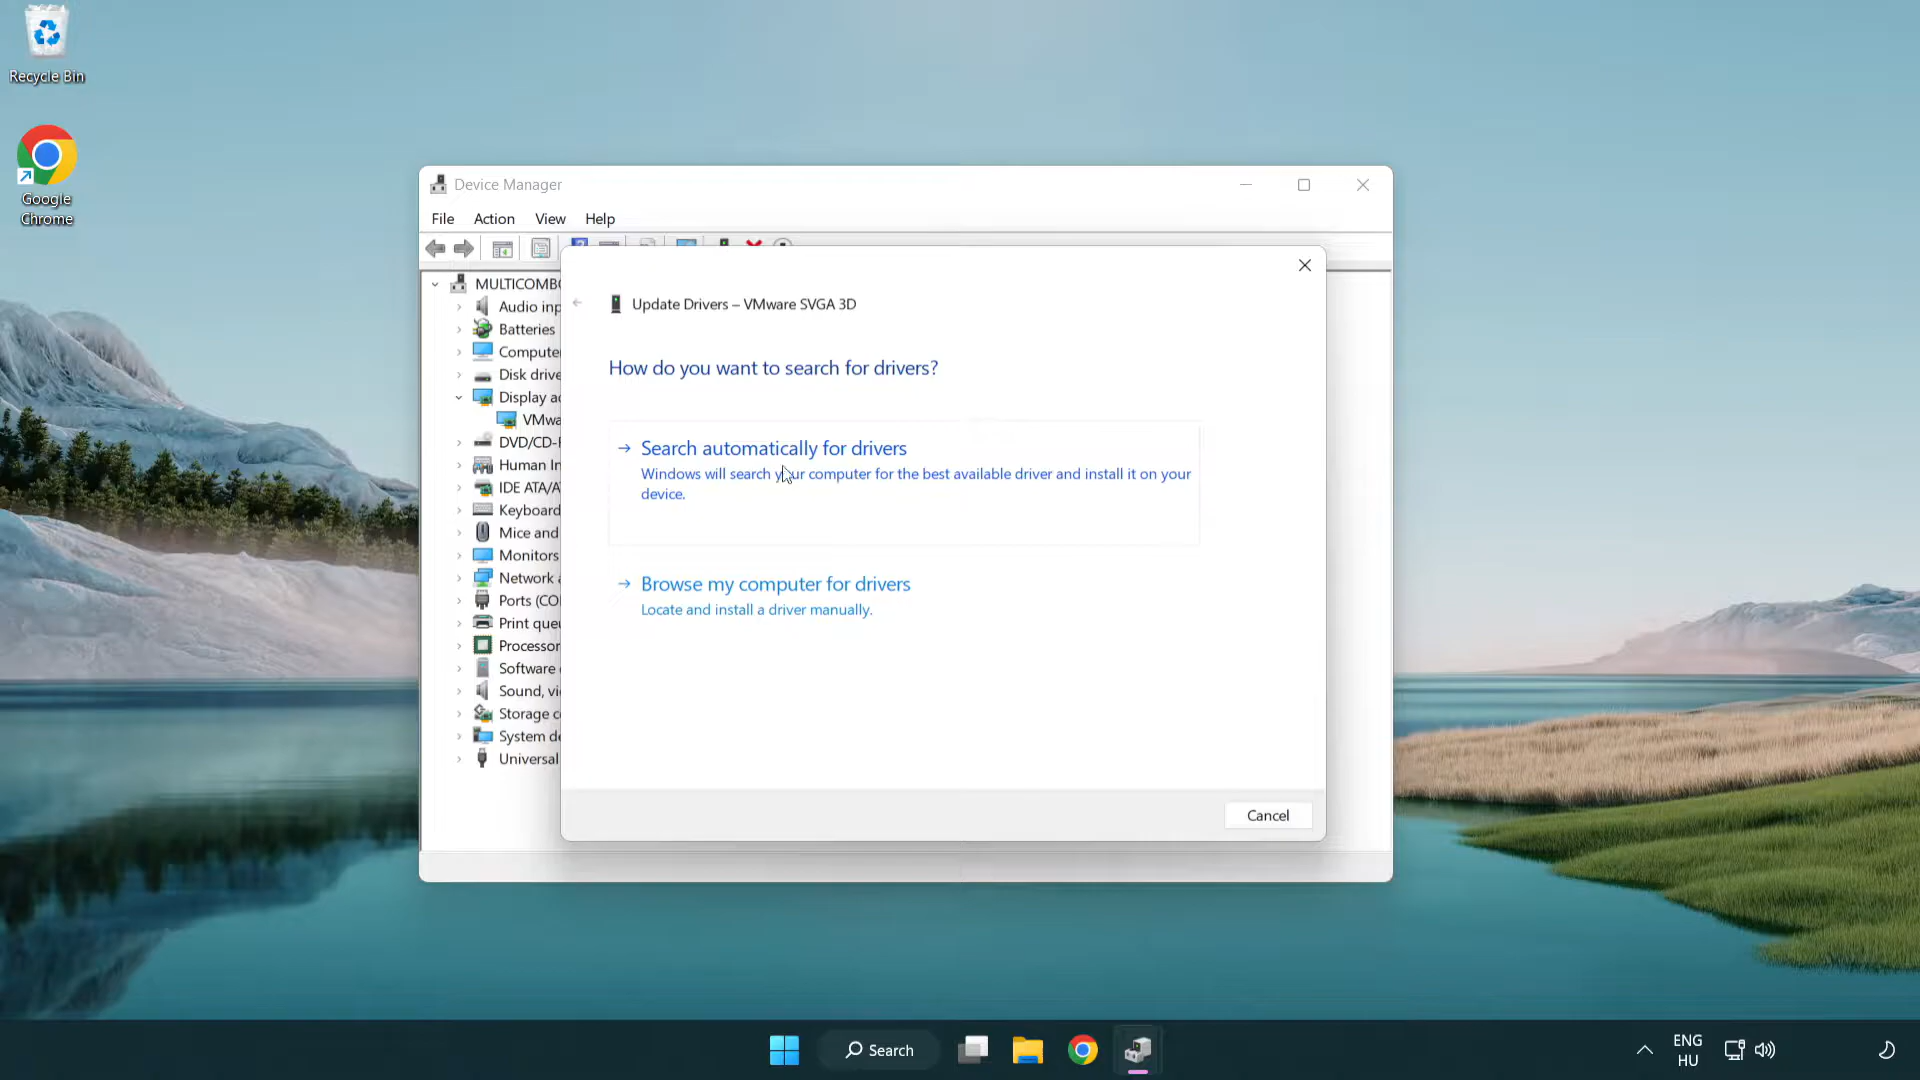 Recycle Bin
Google
Chrome
Device Manager
File Action View Help
MULTICOMBO
Audio inp
Batteries
Compute
Disk drive
Display a
VMwa
DVD/CD-R
Human In
IDE ATA/A
Keyboard
Mice and
Monitors
Network a
Ports (CO
Print que
Processor
Software
Sound, vi
Storage c
System de
Universal
Update Drivers – VMware SVGA 3D
How do you want to search for drivers?
Search automatically for drivers
Windows will search your computer for the best available driver and install it on your
device.
Browse my computer for drivers
Locate and install a driver manually.
Cancel
Search
ENG
HU